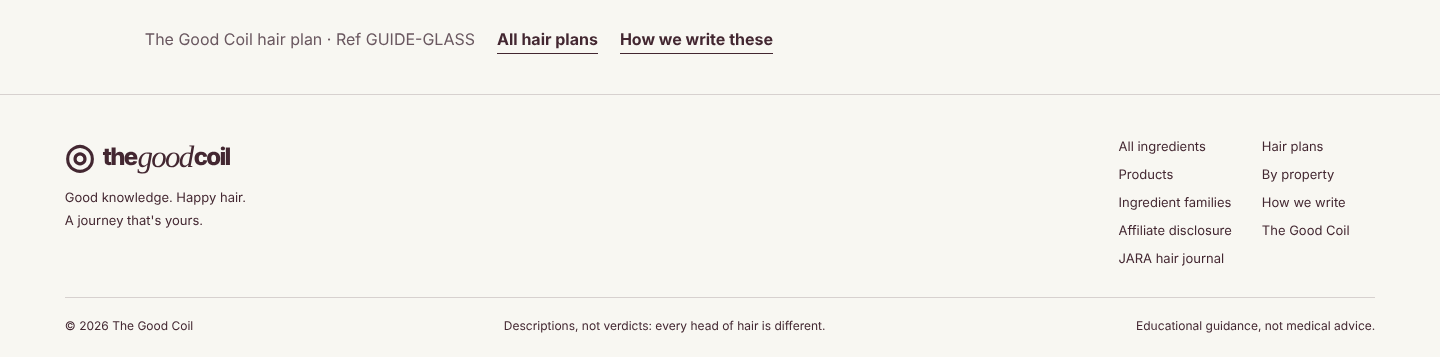 The Good Coil hair plan · Ref GUIDE-GLASS All hair plans How we write these
thegoodcoil
Good knowledge. Happy hair.
A journey that's yours.
All ingredients
Products
Ingredient families
Affiliate disclosure
JARA hair journal
Hair plans
By property
How we write
The Good Coil
© 2026 The Good Coil
Descriptions, not verdicts: every head of hair is different.
Educational guidance, not medical advice.